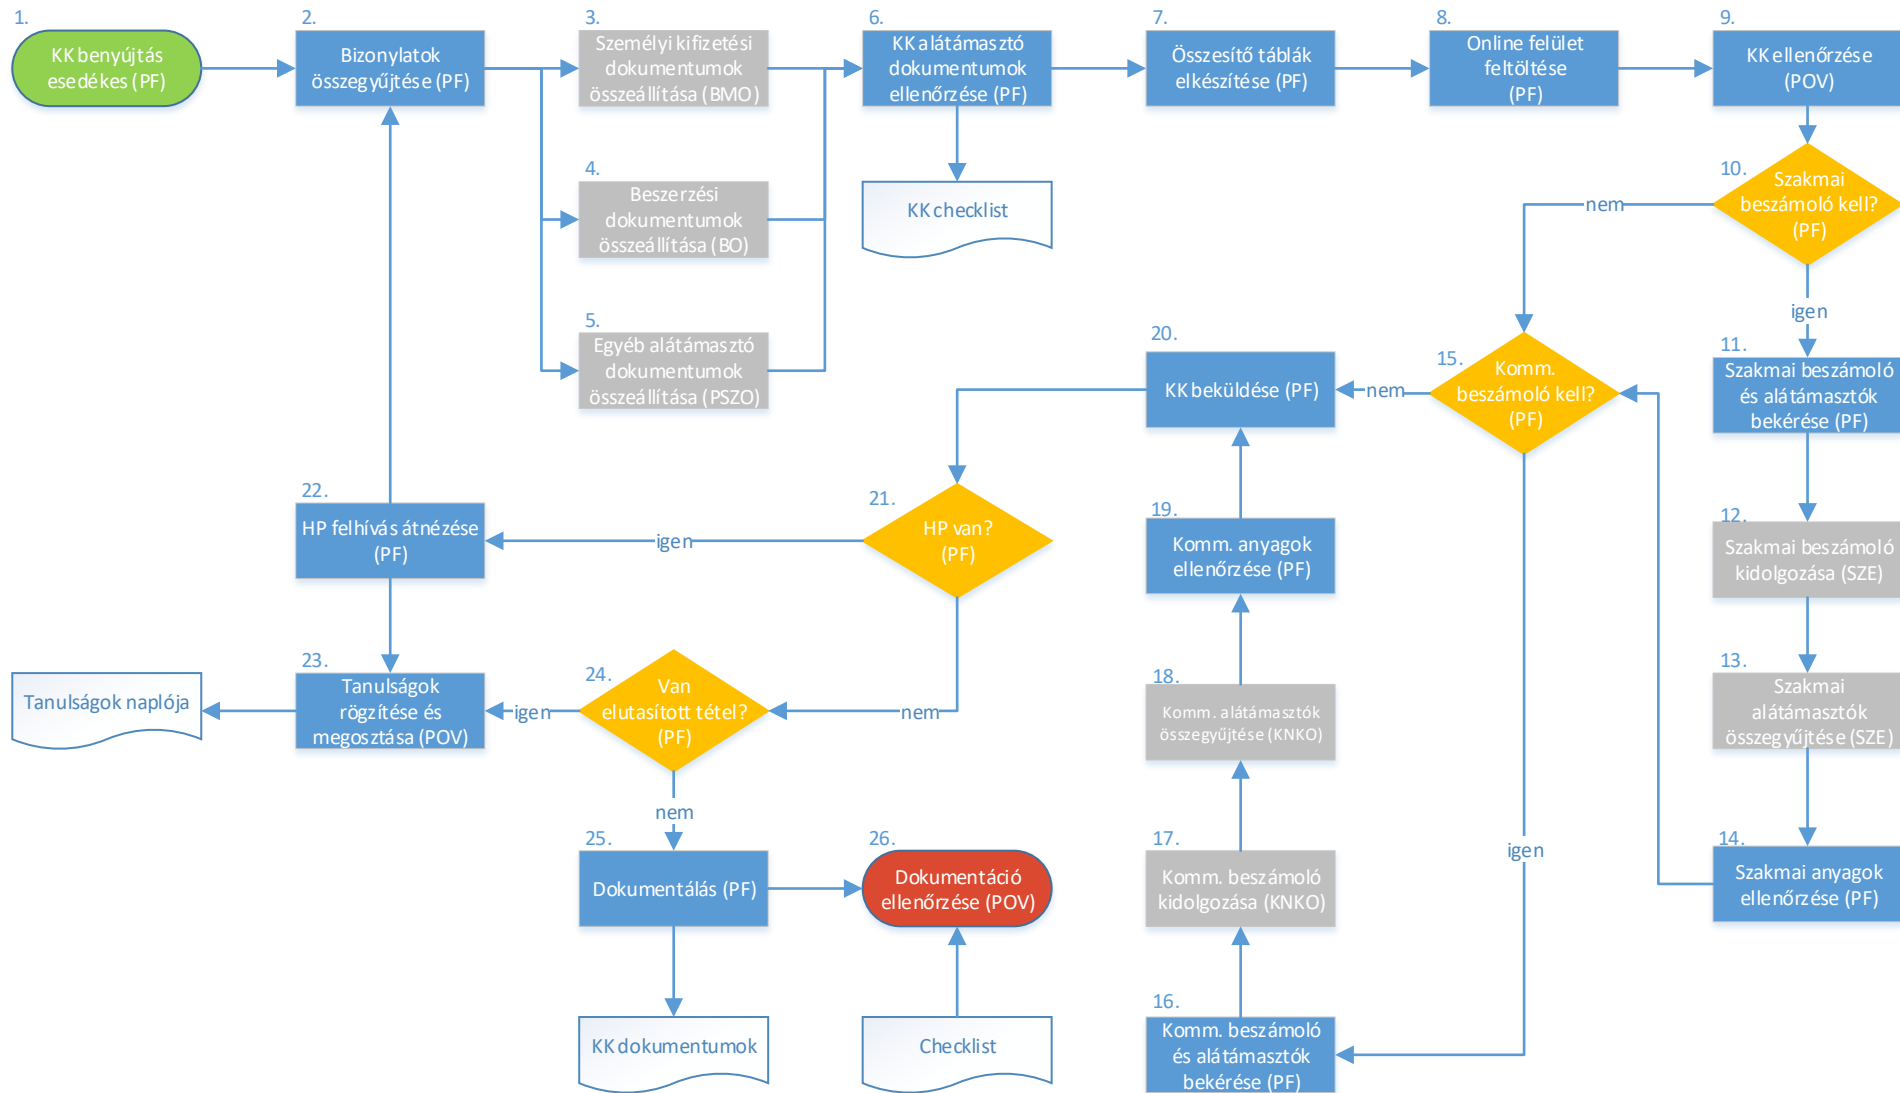 1.
KK benyújtás
esedékes (PF)
2.
Bizonylatok
összegyűjtése (PF)
3.
Személyi kifizetési
dokumentumok
összeállítása (BMO)
4.
Beszerzési
dokumentumok
összeállítása (BO)
5.
Egyéb alátámasztó
dokumentumok
összeállítása (PSZO)
6.
KK alátámasztó
dokumentumok
ellenőrzése (PF)
KK checklist
7.
Összesítő táblák
elkészítése (PF)
8.
Online felület
feltöltése
(PF)
9.
KK ellenőrzése
(POV)
10.
Szakmai
beszámoló kell?
(PF)
nem
igen
11.
Szakmai beszámoló
és alátámasztók
bekérése (PF)
12.
Szakmai beszámoló
kidolgozása (SZE)
13.
Szakmai
alátámasztók
összegyűjtése (SZE)
14.
Szakmai anyagok
ellenőrzése (PF)
15.
Komm.
beszámoló kell?
(PF)
nem
igen
16.
Komm. beszámoló
és alátámasztók
bekérése (PF)
17.
Komm. beszámoló
kidolgozása (KNKO)
18.
Komm. alátámasztók
összegyűjtése (KNKO)
19.
Komm. anyagok
ellenőrzése (PF)
20.
KK beküldése (PF)
21.
HP van?
(PF)
igen
nem
22.
HP felhívás átnézése
(PF)
23.
Tanulságok
rögzítése és
megosztása (POV)
Tanulságok naplója
24.
Van
elutasított tétel?
(PF)
igen
nem
25.
Dokumentálás (PF)
KK dokumentumok
26.
Dokumentáció
ellenőrzése (POV)
Checklist